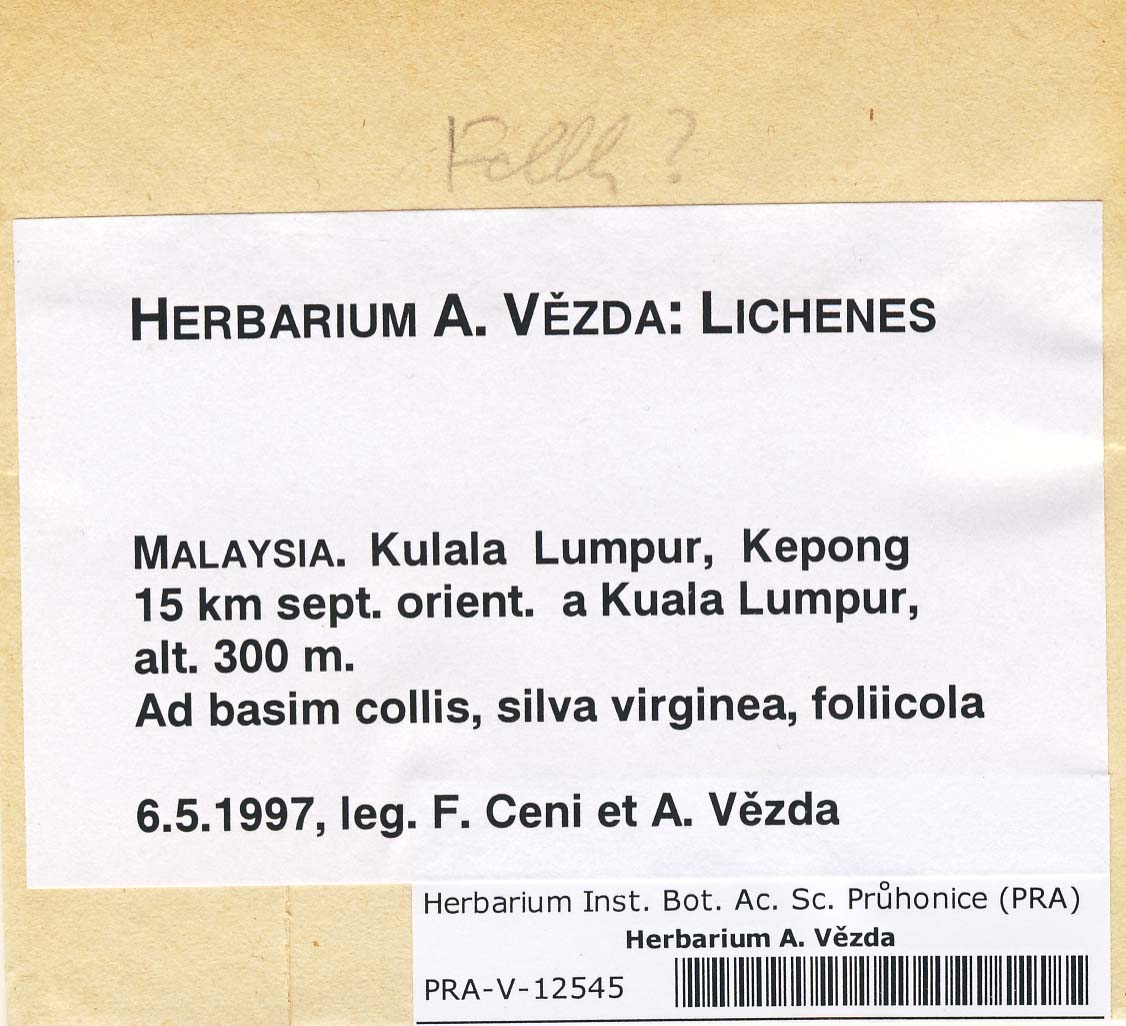 HERBARIUM A. VĚZDA: LICHENES
MALAYSIA. Kulala Lumpur, Kepong
15 km sept. orient. a Kuala Lumpur,
alt. 300 m.
Ad basim collis, silva virginea, foliicola
6.5.1997, leg. F. Ceni et A. Vězda
Herbarium Inst. Bot. Ac. Sc. Průhonice (PRA)
Herbarium A. Vězda
PRA-V-12545